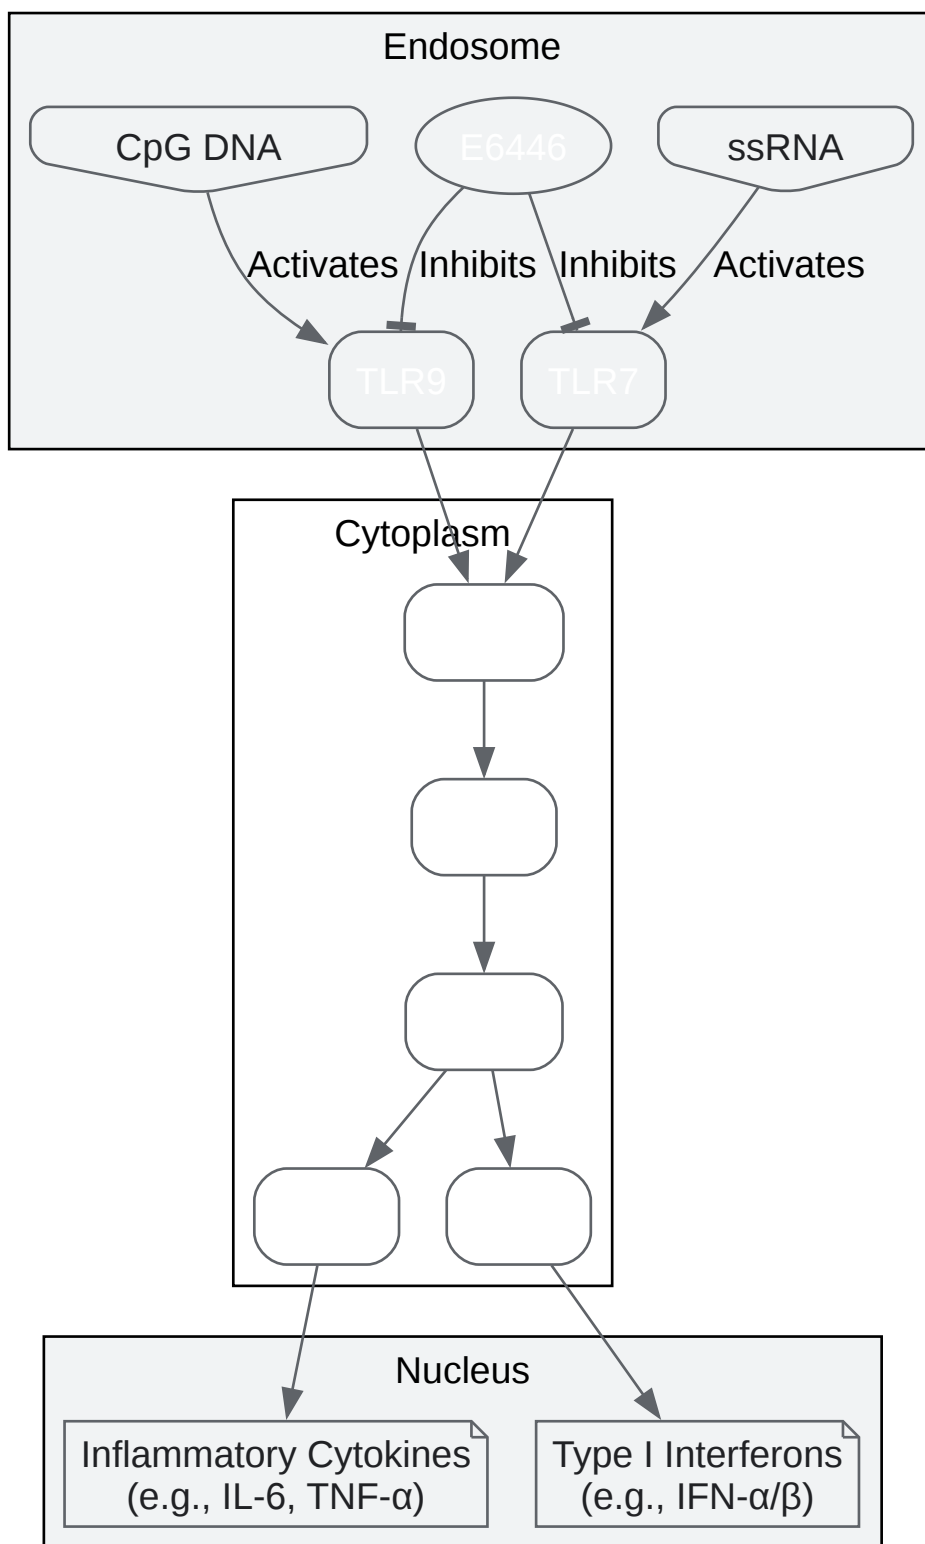 Endosome
CpG DNA
E6446
ssRNA
Activates
Inhibits
Inhibits
Activates
TLR9
TLR7
Cytoplasm
Nucleus
Inflammatory Cytokines
(e.g., IL-6, TNF-α)
Type I Interferons
(e.g., IFN-α/β)